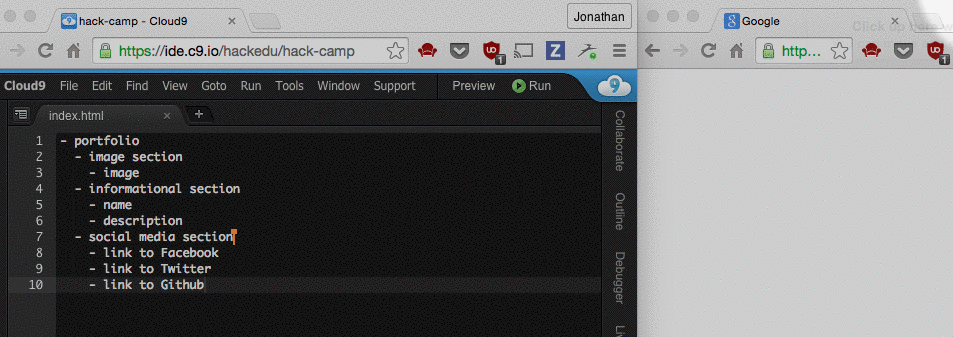 hack-camp - Cloud9
Jonathan
Google
https://ide.c9.io/hackedu/hack-camp
http...
Cloud9 File Edit Find View Goto Run Tools Window Support Preview Run 9
index.html
1 - portfolio
2 - image section
3 - image
4 - informational section
5 - name
6 - description
7 - social media section
8 - link to Facebook
9 - link to Twitter
10 - link to Github
Collaborate
Outline
Debugger